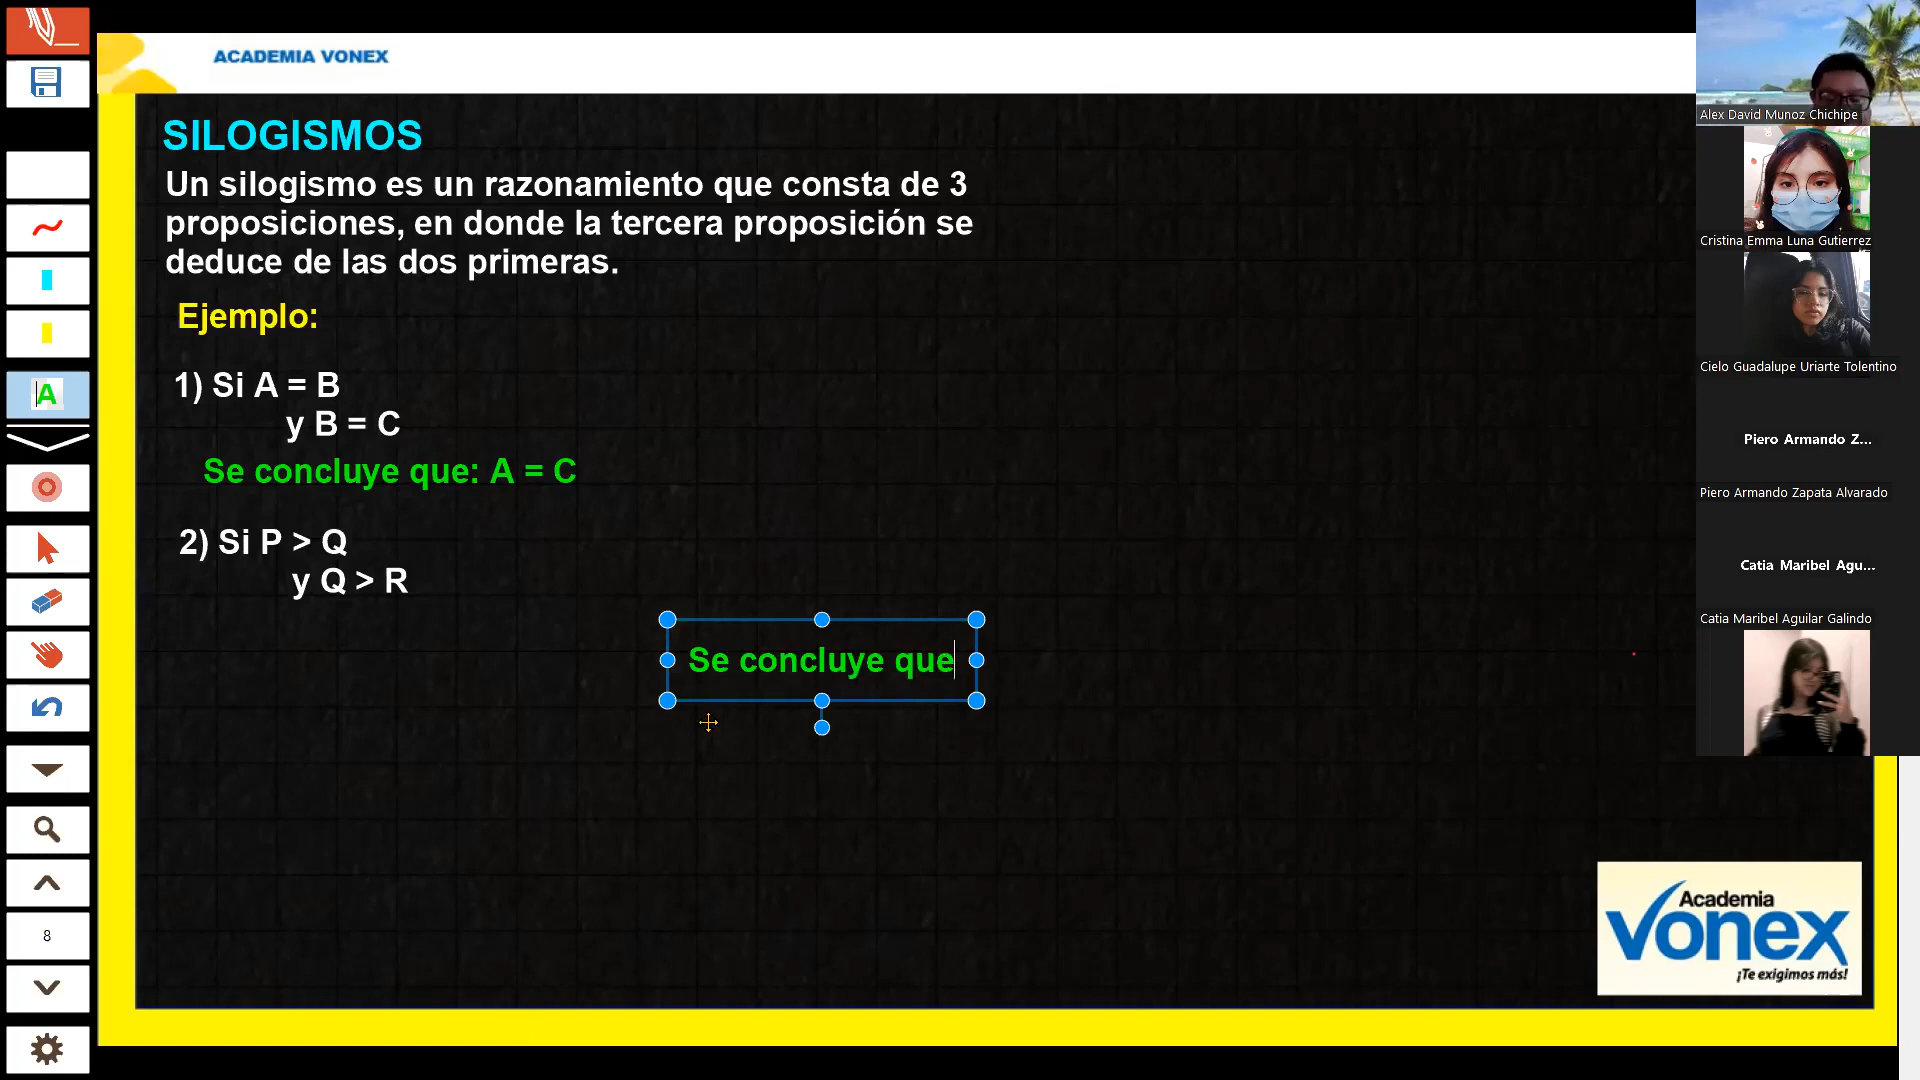 ACADEMIA VONEX
SILOGISMOS
Un silogismo es un razonamiento que consta de 3
proposiciones, en donde la tercera proposición se
deduce de las dos primeras.
Ejemplo:
1) Si A = B
y B = C
Se concluye que: A = C
2) Si P > Q
y Q > R
Se concluye que
A
8
Alex David Munoz Chichipe
Cristina Emma Luna Gutierrez
Cielo Guadalupe Uriarte Tolentino
Piero Armando Z...
Piero Armando Zapata Alvarado
Catia Maribel Agu...
Catia Maribel Aguilar Galindo
Academia
Vonex
¡Te exigimos más!